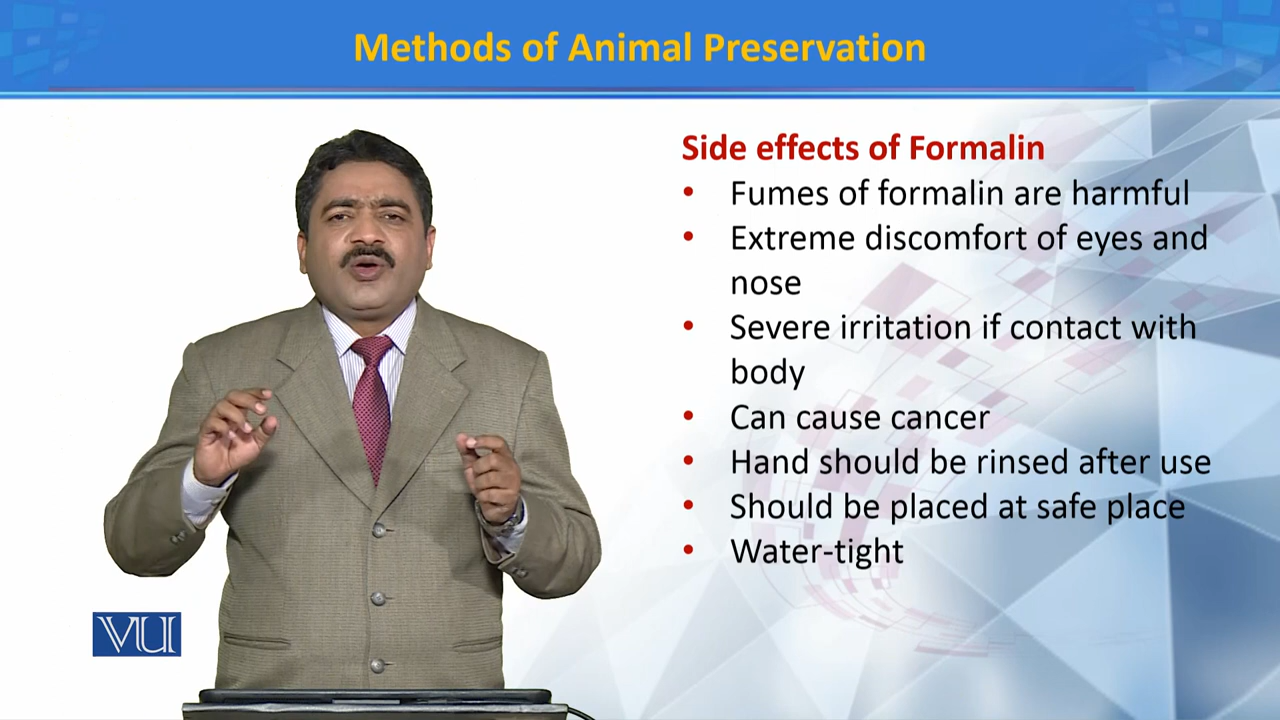 Methods of Animal Preservation
Side effects of Formalin
• Fumes of formalin are harmful
• Extreme discomfort of eyes and
nose
• Severe irritation if contact with
body
• Can cause cancer
• Hand should be rinsed after use
• Should be placed at safe place
• Water-tight
VU